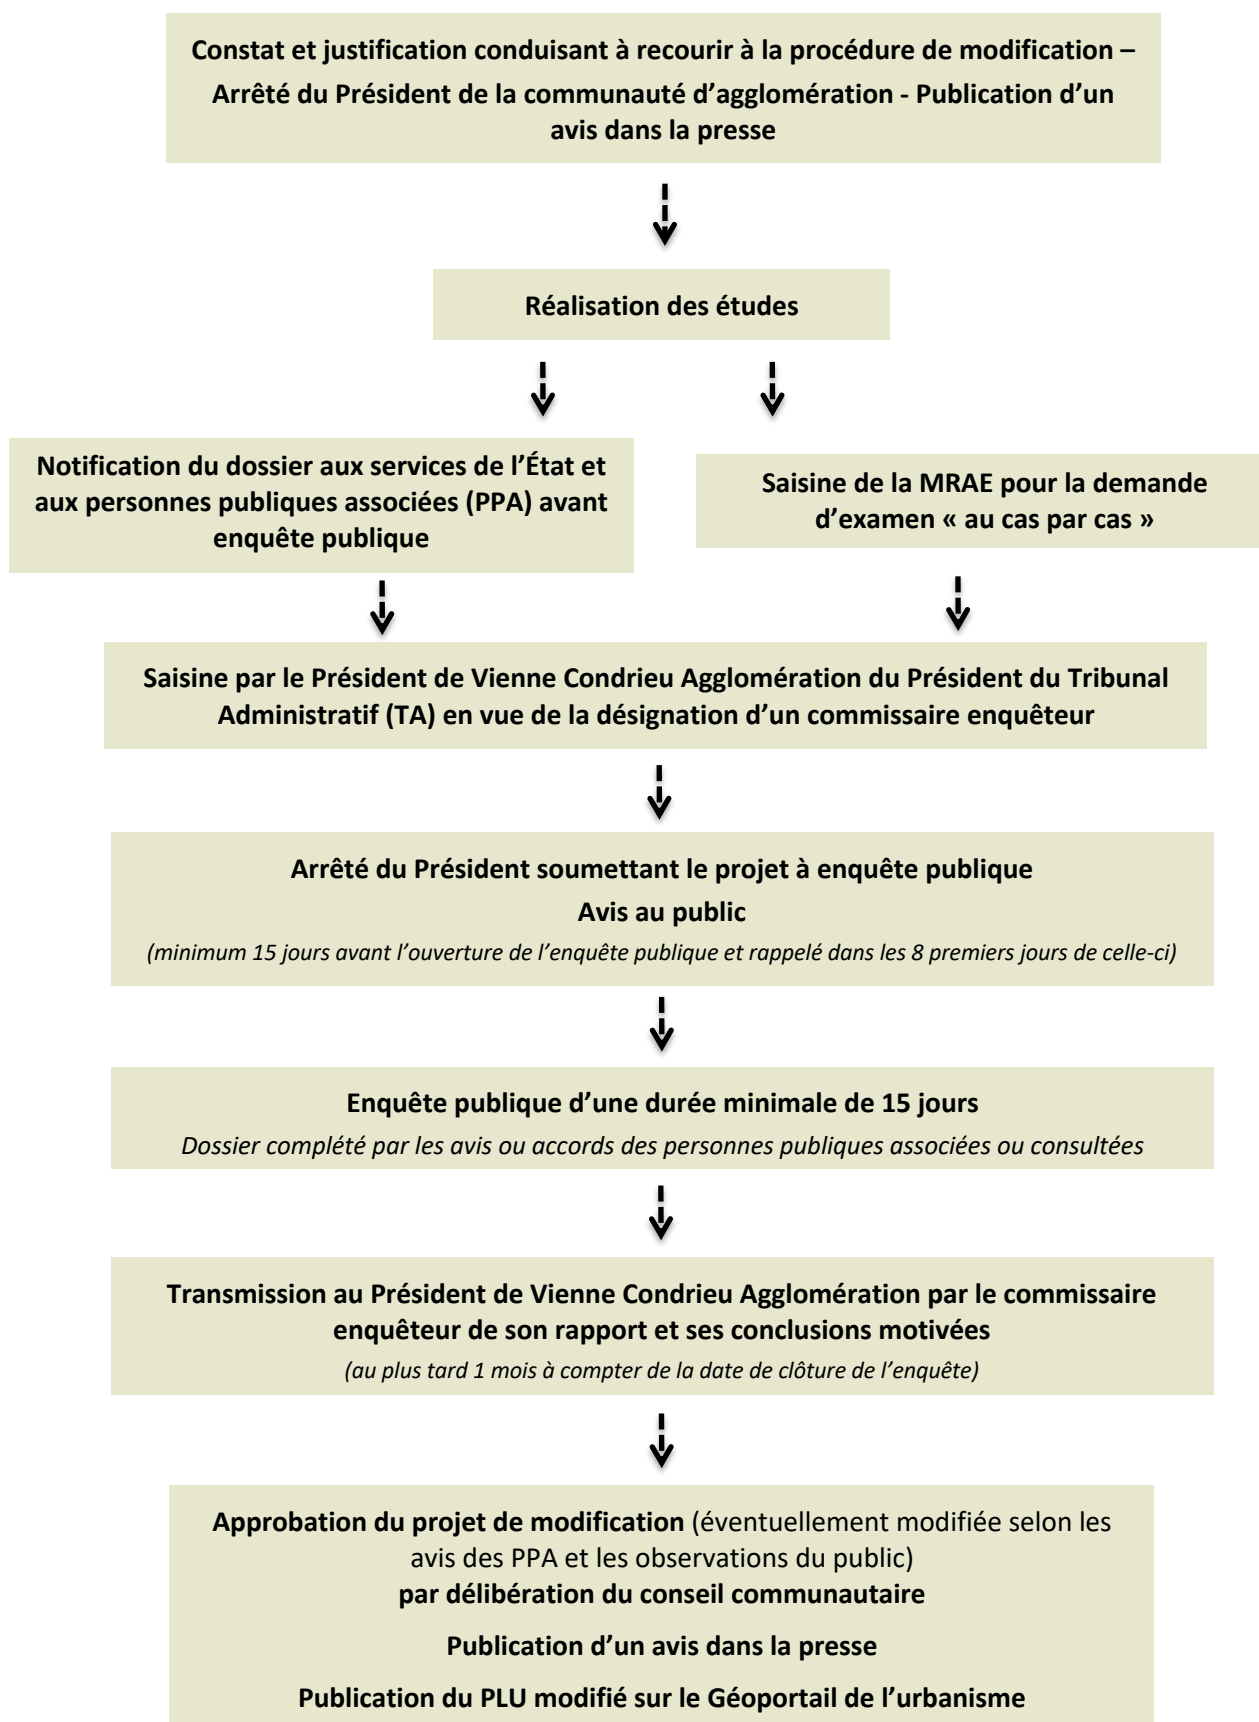 Constat et justification conduisant à recourir à la procédure de modification –
Arrêté du Président de la communauté d’agglomération - Publication d’un
avis dans la presse
Réalisation des études
Notification du dossier aux services de l’État et
aux personnes publiques associées (PPA) avant
enquête publique
Saisine de la MRAE pour la demande
d’examen « au cas par cas »
Saisine par le Président de Vienne Condrieu Agglomération du Président du Tribunal
Administratif (TA) en vue de la désignation d’un commissaire enquêteur
Arrêté du Président soumettant le projet à enquête publique
Avis au public
(minimum 15 jours avant l’ouverture de l’enquête publique et rappelé dans les 8 premiers jours de celle-ci)
Enquête publique d’une durée minimale de 15 jours
Dossier complété par les avis ou accords des personnes publiques associées ou consultées
Transmission au Président de Vienne Condrieu Agglomération par le commissaire
enquêteur de son rapport et ses conclusions motivées
(au plus tard 1 mois à compter de la date de clôture de l’enquête)
Approbation du projet de modification (éventuellement modifiée selon les
avis des PPA et les observations du public)
par délibération du conseil communautaire
Publication d’un avis dans la presse
Publication du PLU modifié sur le Géoportail de l’urbanisme